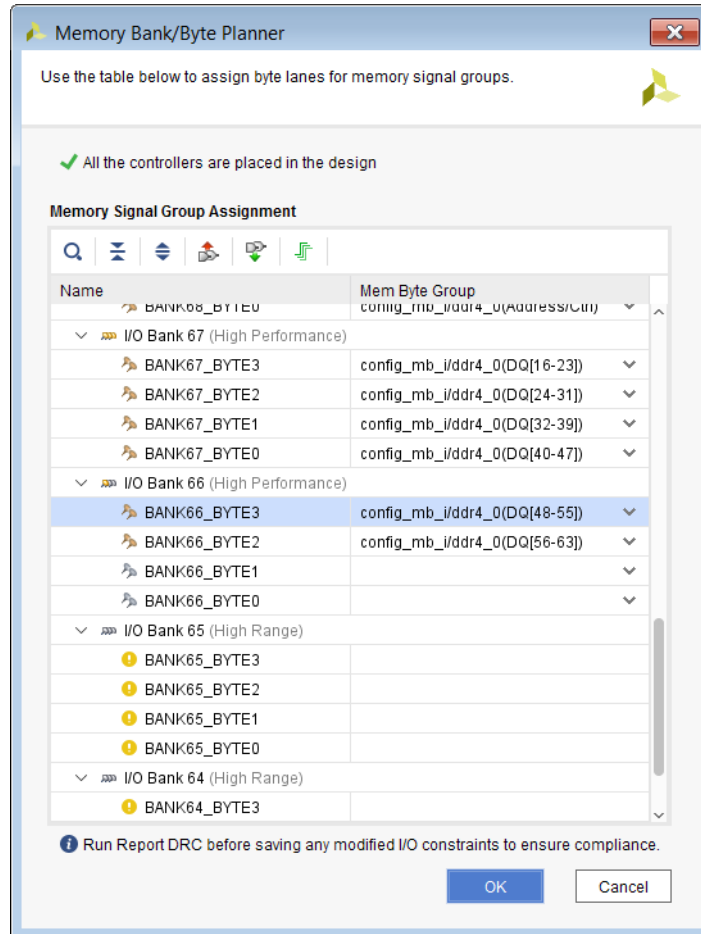 Memory Bank/Byte Planner
Use the table below to assign byte lanes for memory signal groups.
All the controllers are placed in the design
Memory Signal Group Assignment
Name Mem Byte Group
BANK68_BYTE0 config_mb_i/ddr4_0(Address/Ctrl)
I/O Bank 67 (High Performance)
BANK67_BYTE3 config_mb_i/ddr4_0(DQ[16-23])
BANK67_BYTE2 config_mb_i/ddr4_0(DQ[24-31])
BANK67_BYTE1 config_mb_i/ddr4_0(DQ[32-39])
BANK67_BYTE0 config_mb_i/ddr4_0(DQ[40-47])
I/O Bank 66 (High Performance)
BANK66_BYTE3 config_mb_i/ddr4_0(DQ[48-55])
BANK66_BYTE2 config_mb_i/ddr4_0(DQ[56-63])
BANK66_BYTE1
BANK66_BYTE0
I/O Bank 65 (High Range)
BANK65_BYTE3
BANK65_BYTE2
BANK65_BYTE1
BANK65_BYTE0
I/O Bank 64 (High Range)
BANK64_BYTE3
Run Report DRC before saving any modified I/O constraints to ensure compliance.
OK Cancel